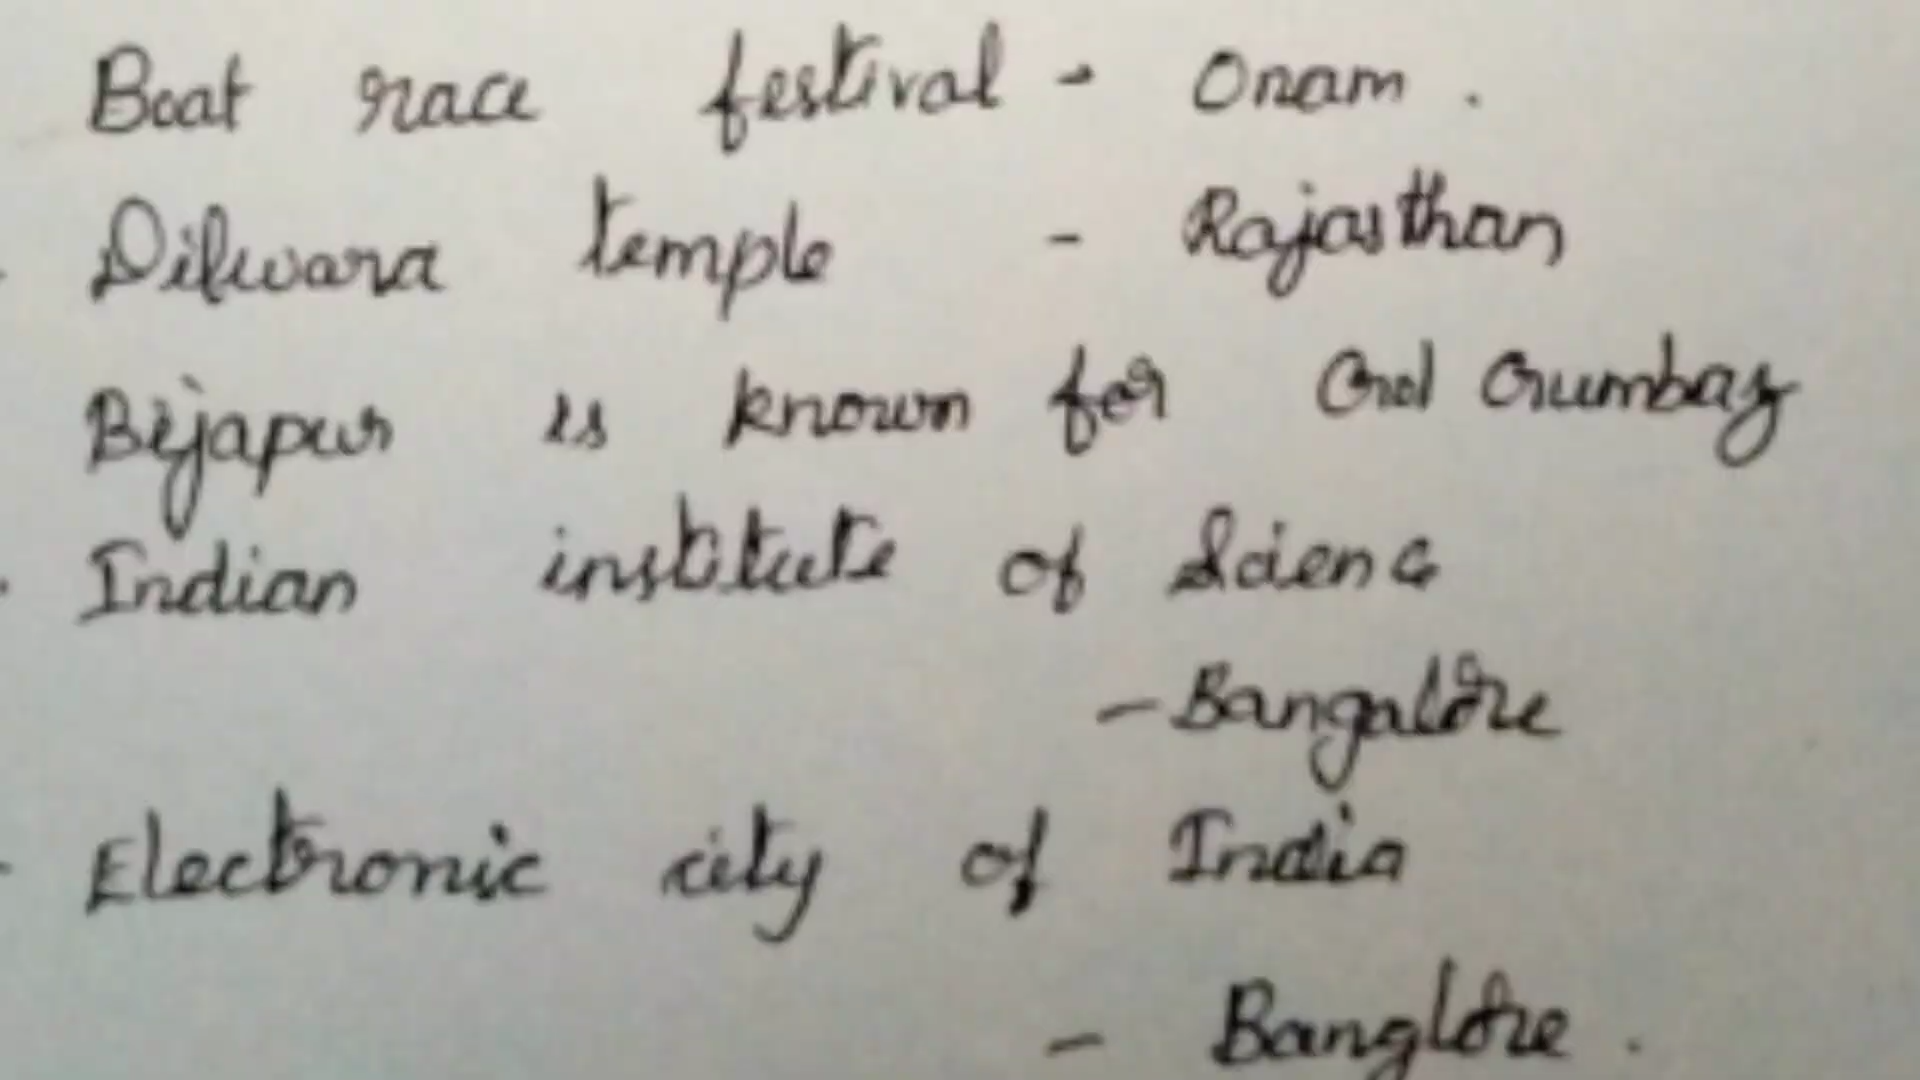 Boat race festival - Onam.
Dilwara temple - Rajasthan
Bijapur is known for Gol Gumbaz
Indian institute of Science
- Bangalore
Electronic city of India
- Banglore.